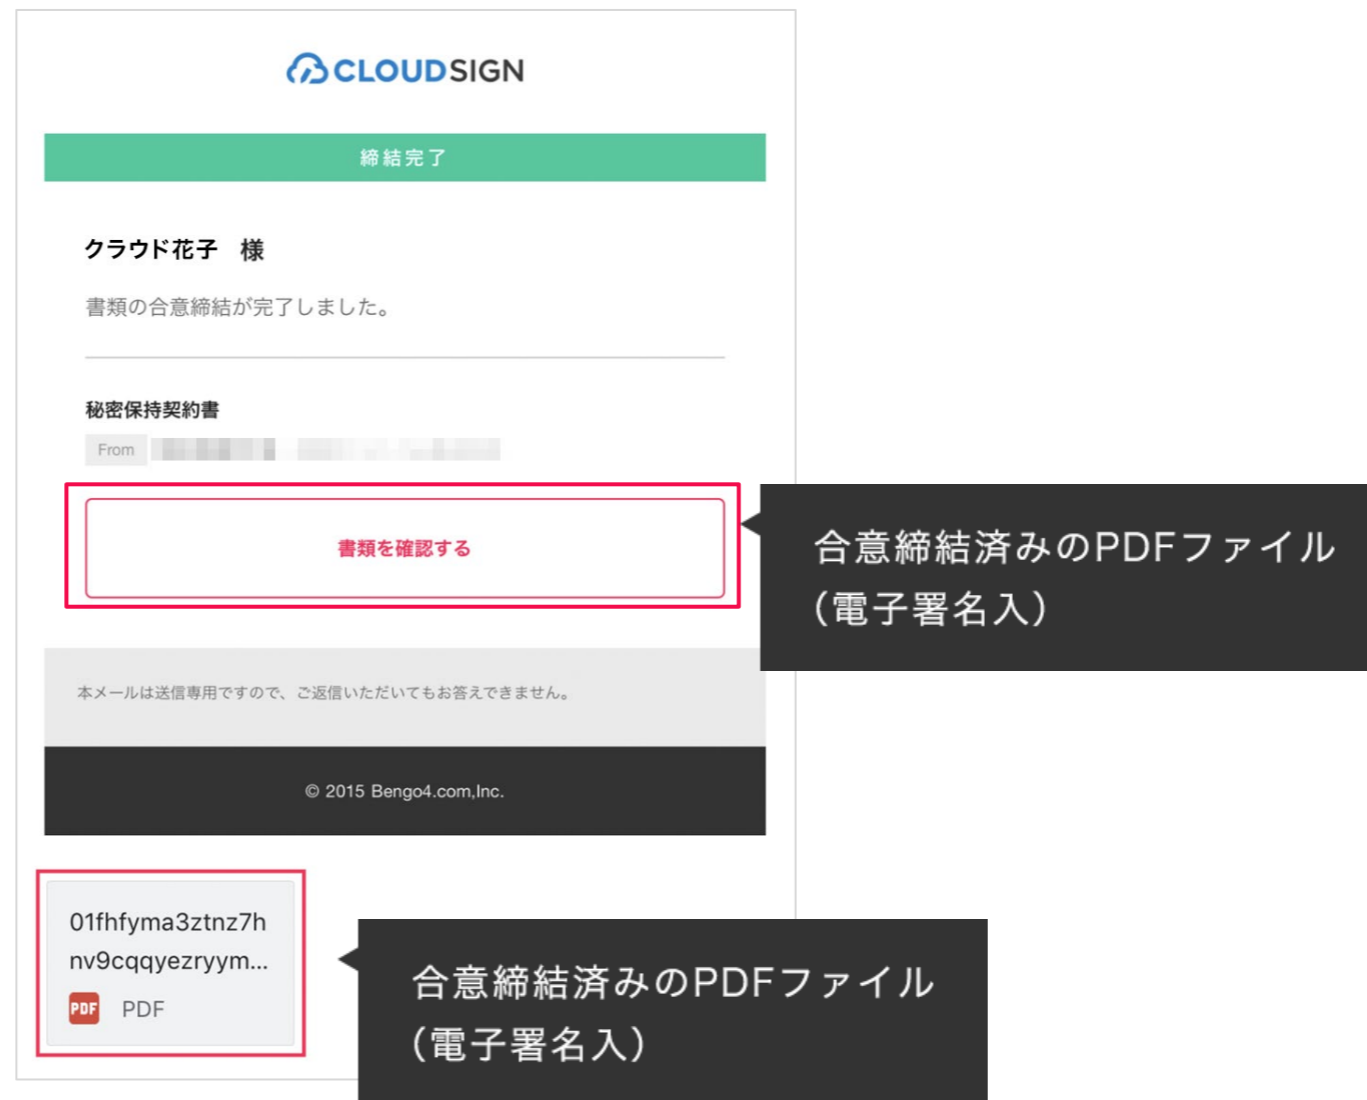 CLOUDSIGN
締結完了
クラウド花子　様
書類の合意締結が完了しました。
秘密保持契約書
From
書類を確認する
合意締結済みのPDFファイル
(電子署名入)
本メールは送信専用ですので、ご返信いただいてもお答えできません。
© 2015 Bengo4.com,Inc.
01fhfyma3ztnz7h
nv9cqqyezryym...
PDF PDF
合意締結済みのPDFファイル
(電子署名入)